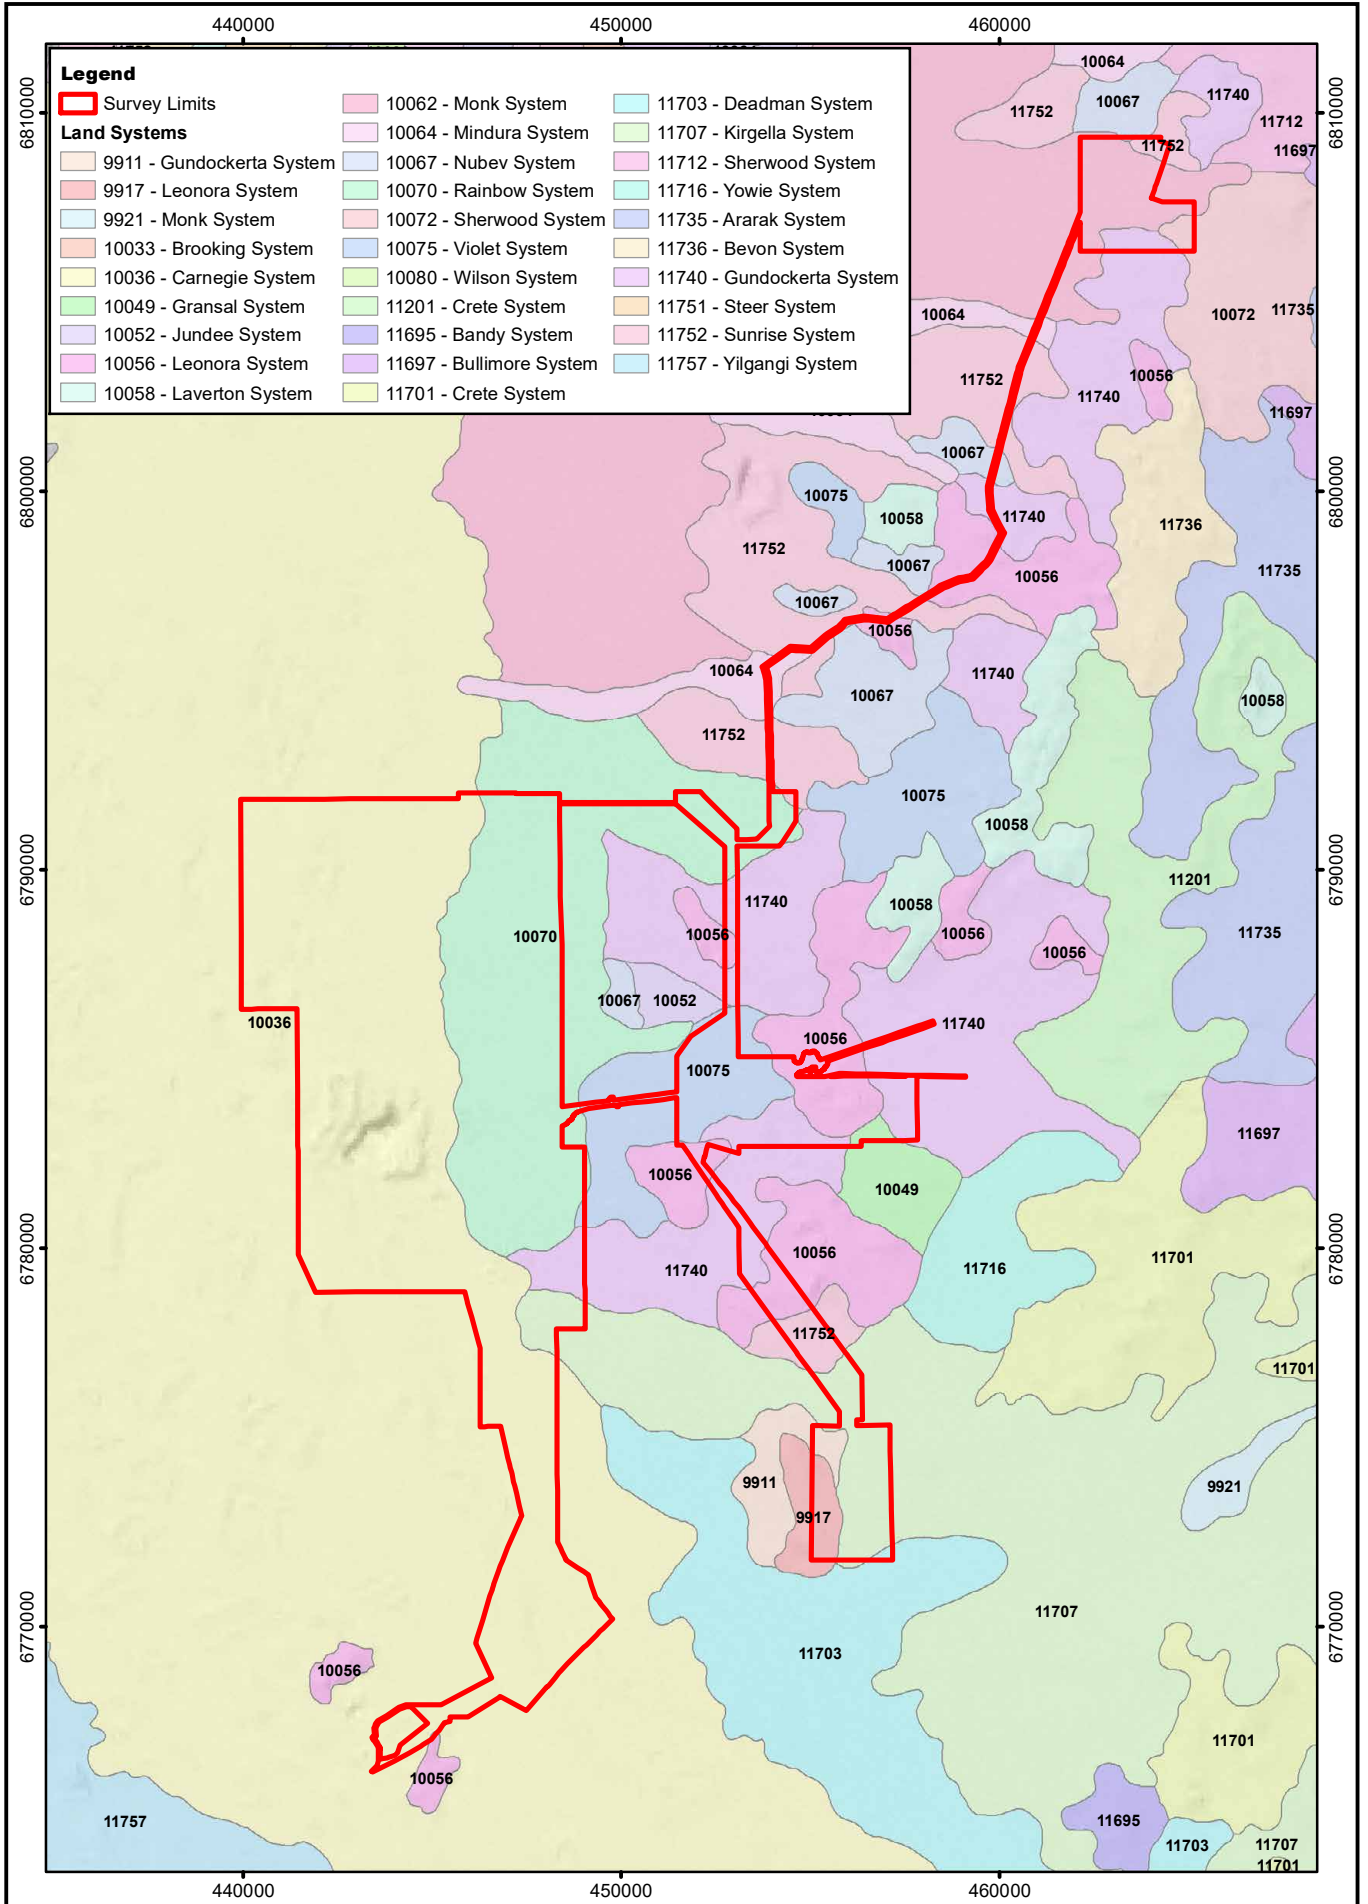 440000 450000 460000
Legend
Survey Limits
Land Systems
9911 - Gundockerta System
9917 - Leonora System
9921 - Monk System
10033 - Brooking System
10036 - Carnegie System
10049 - Gransal System
10052 - Jundee System
10056 - Leonora System
10058 - Laverton System
10062 - Monk System
10064 - Mindura System
10067 - Nubev System
10070 - Rainbow System
10072 - Sherwood System
10075 - Violet System
10080 - Wilson System
11201 - Crete System
11695 - Bandy System
11697 - Bullimore System
11701 - Crete System
11703 - Deadman System
11707 - Kirgella System
11712 - Sherwood System
11716 - Yowie System
11735 - Ararak System
11736 - Bevon System
11740 - Gundockerta System
11751 - Steer System
11752 - Sunrise System
11757 - Yilgangi System
10064
11740
10067
11752
6810000 6810000
11712
11752
11697
10064
10072
11735
10056
11752
11740
11697
10067
6800000 6800000
10075
10058
11740
11736
11752
10067
11735
10056
10067
10056
10064
11740
10067
10058
11752
10075
10058
6790000 6790000
11201
11740
10058
10070
10056
10056
11735
10056
10067
10052
10036
11740
10056
10075
11697
10056
10049
10056
6780000 6780000
11740
11716
11701
11752
11701
9911
9921
9917
11707
6770000 6770000
11703
10056
11701
10056
11757
11695
11703
11707
11701
440000 450000 460000